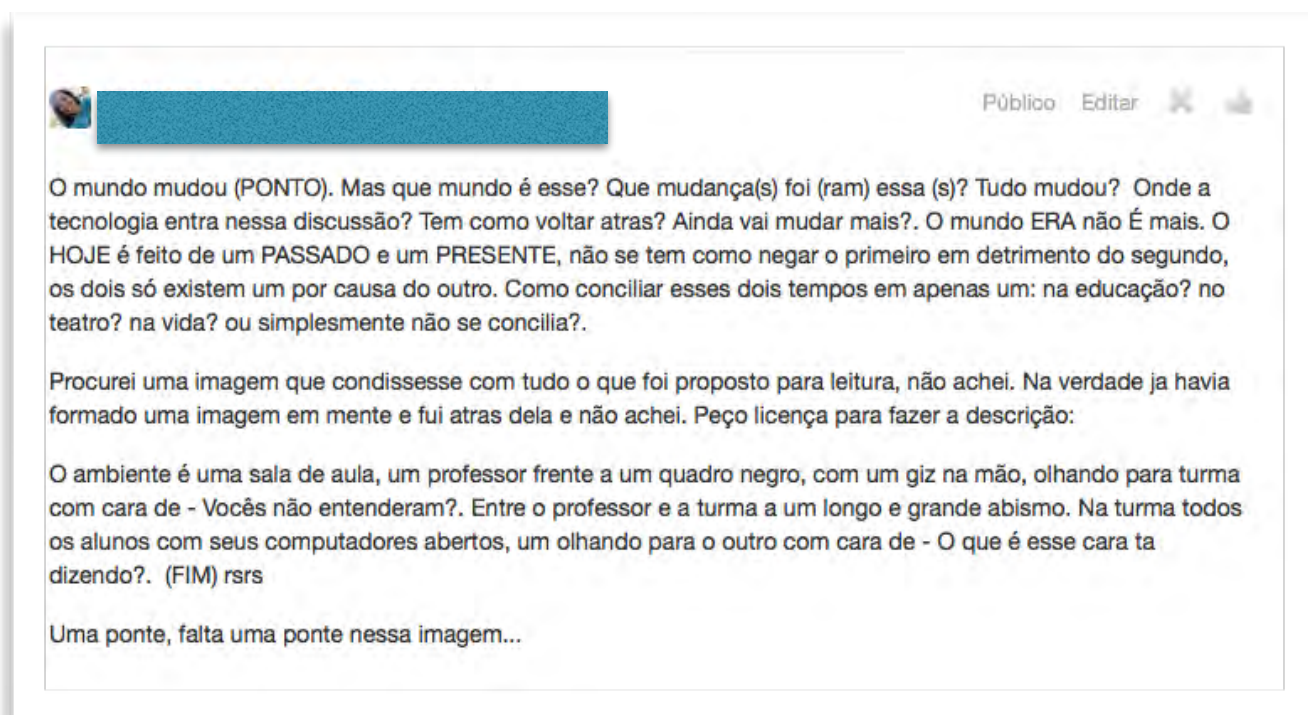 Público Editar
O mundo mudou (PONTO). Mas que mundo é esse? Que mudança(s) foi (ram) essa (s)? Tudo mudou?  Onde a
tecnologia entra nessa discussão? Tem como voltar atras? Ainda vai mudar mais?. O mundo ERA não É mais. O
HOJE é feito de um PASSADO e um PRESENTE, não se tem como negar o primeiro em detrimento do segundo,
os dois só existem um por causa do outro. Como conciliar esses dois tempos em apenas um: na educação? no
teatro? na vida? ou simplesmente não se concilia?.
Procurei uma imagem que condissesse com tudo o que foi proposto para leitura, não achei. Na verdade ja havia
formado uma imagem em mente e fui atras dela e não achei. Peço licença para fazer a descrição:
O ambiente é uma sala de aula, um professor frente a um quadro negro, com um giz na mão, olhando para turma
com cara de - Vocês não entenderam?. Entre o professor e a turma a um longo e grande abismo. Na turma todos
os alunos com seus computadores abertos, um olhando para o outro com cara de - O que é esse cara ta
dizendo?.  (FIM) rsrs
Uma ponte, falta uma ponte nessa imagem...